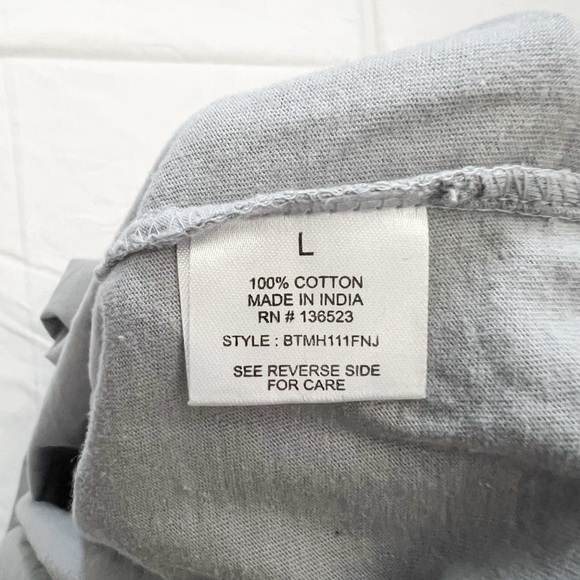 L
100% COTTON
MADE IN INDIA
RN # 136523
STYLE : BTMH111FNJ
SEE REVERSE SIDE
FOR CARE